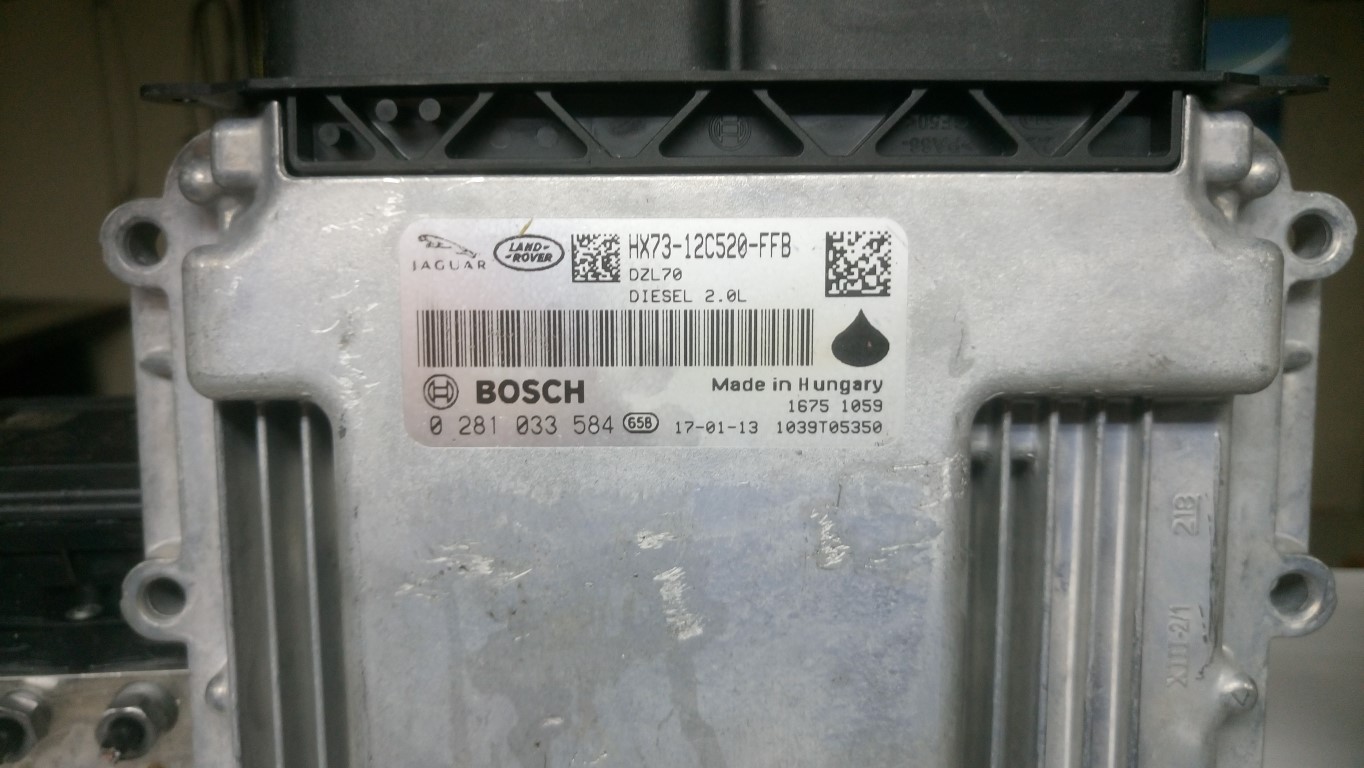 JAGUAR
LAND-
-ROVER
HX73-12C520-FFB
DZL70
DIESEL 2.0L
BOSCH
Made in Hungary
1675 1059
0 281 033 584 658 17-01-13 1039T05350
21B